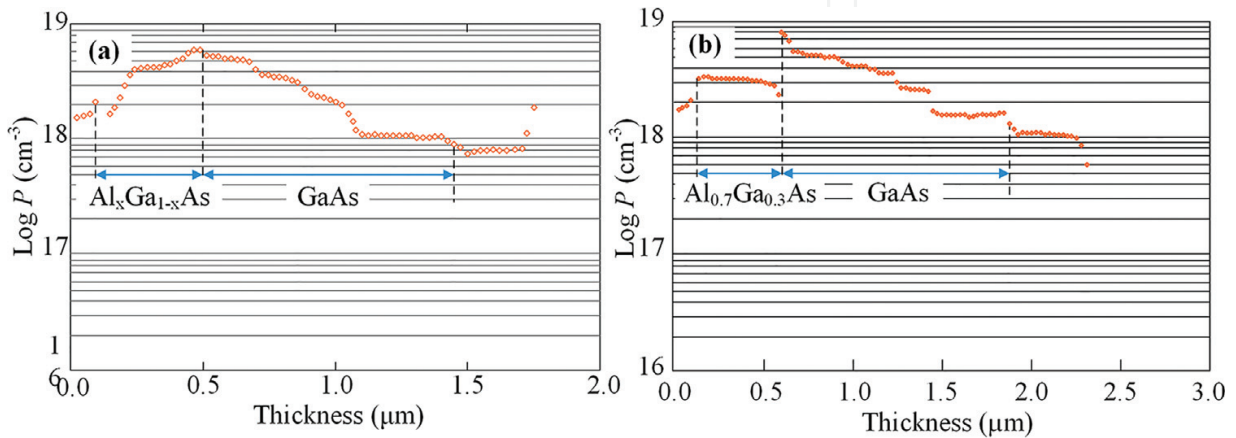 (a)
Log P (cm⁻³)
19
18
17
1
6
AlₓGa₁₋ₓAs
GaAs
0.0 0.5 1.0 1.5 2.0
Thickness (μm)
(b)
Log P (cm⁻³)
19
18
17
16
Al₀.₇Ga₀.₃As
GaAs
0.0 0.5 1.0 1.5 2.0 2.5 3.0
Thickness (μm)